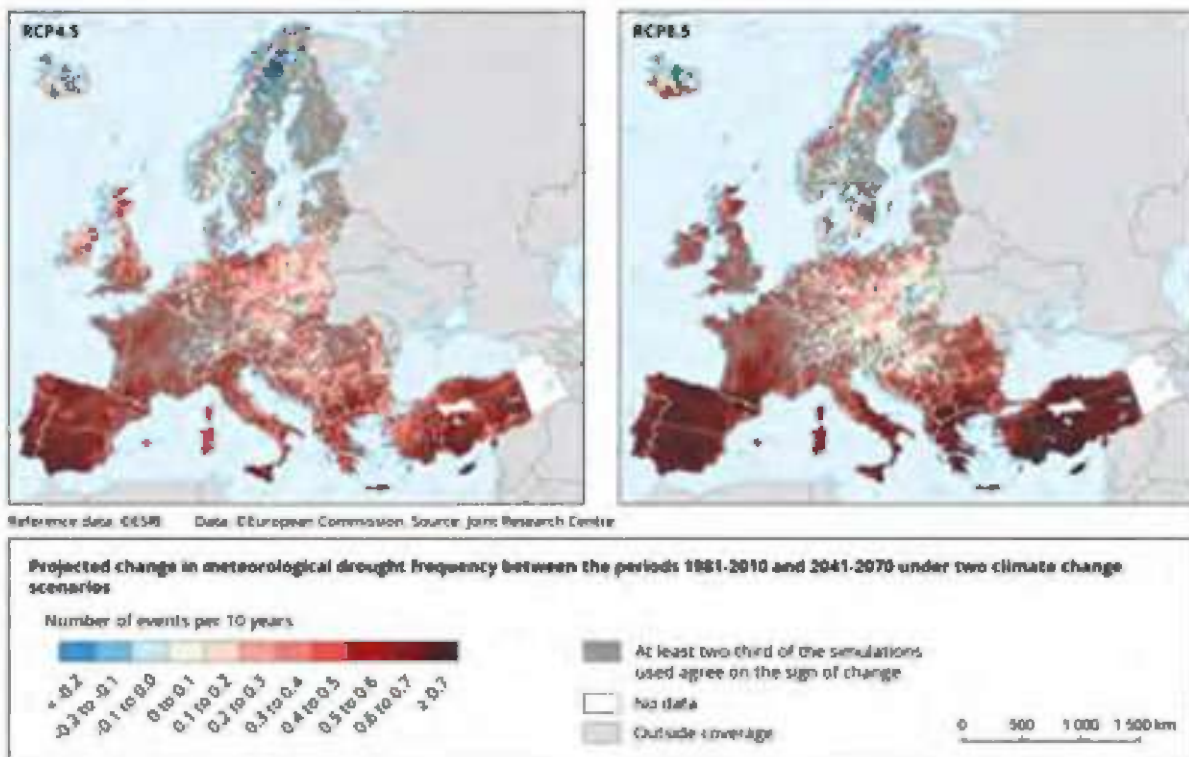 RCP4.5
RCP8.5
Reference data: ©ESRI Data: ©European Commission. Source: Joint Research Centre
Projected change in meteorological drought frequency between the periods 1981-2010 and 2041-2070 under two climate change
scenarios
Number of events per 10 years
< -0.2
-0.2 to -0.1
-0.1 to 0.0
0 to 0.1
0.1 to 0.2
0.2 to 0.3
0.3 to 0.4
0.4 to 0.5
0.5 to 0.6
0.6 to 0.7
≥ 0.7
At least two third of the simulations
used agree on the sign of change
No data
Outside coverage
0 500 1 000 1 500 km